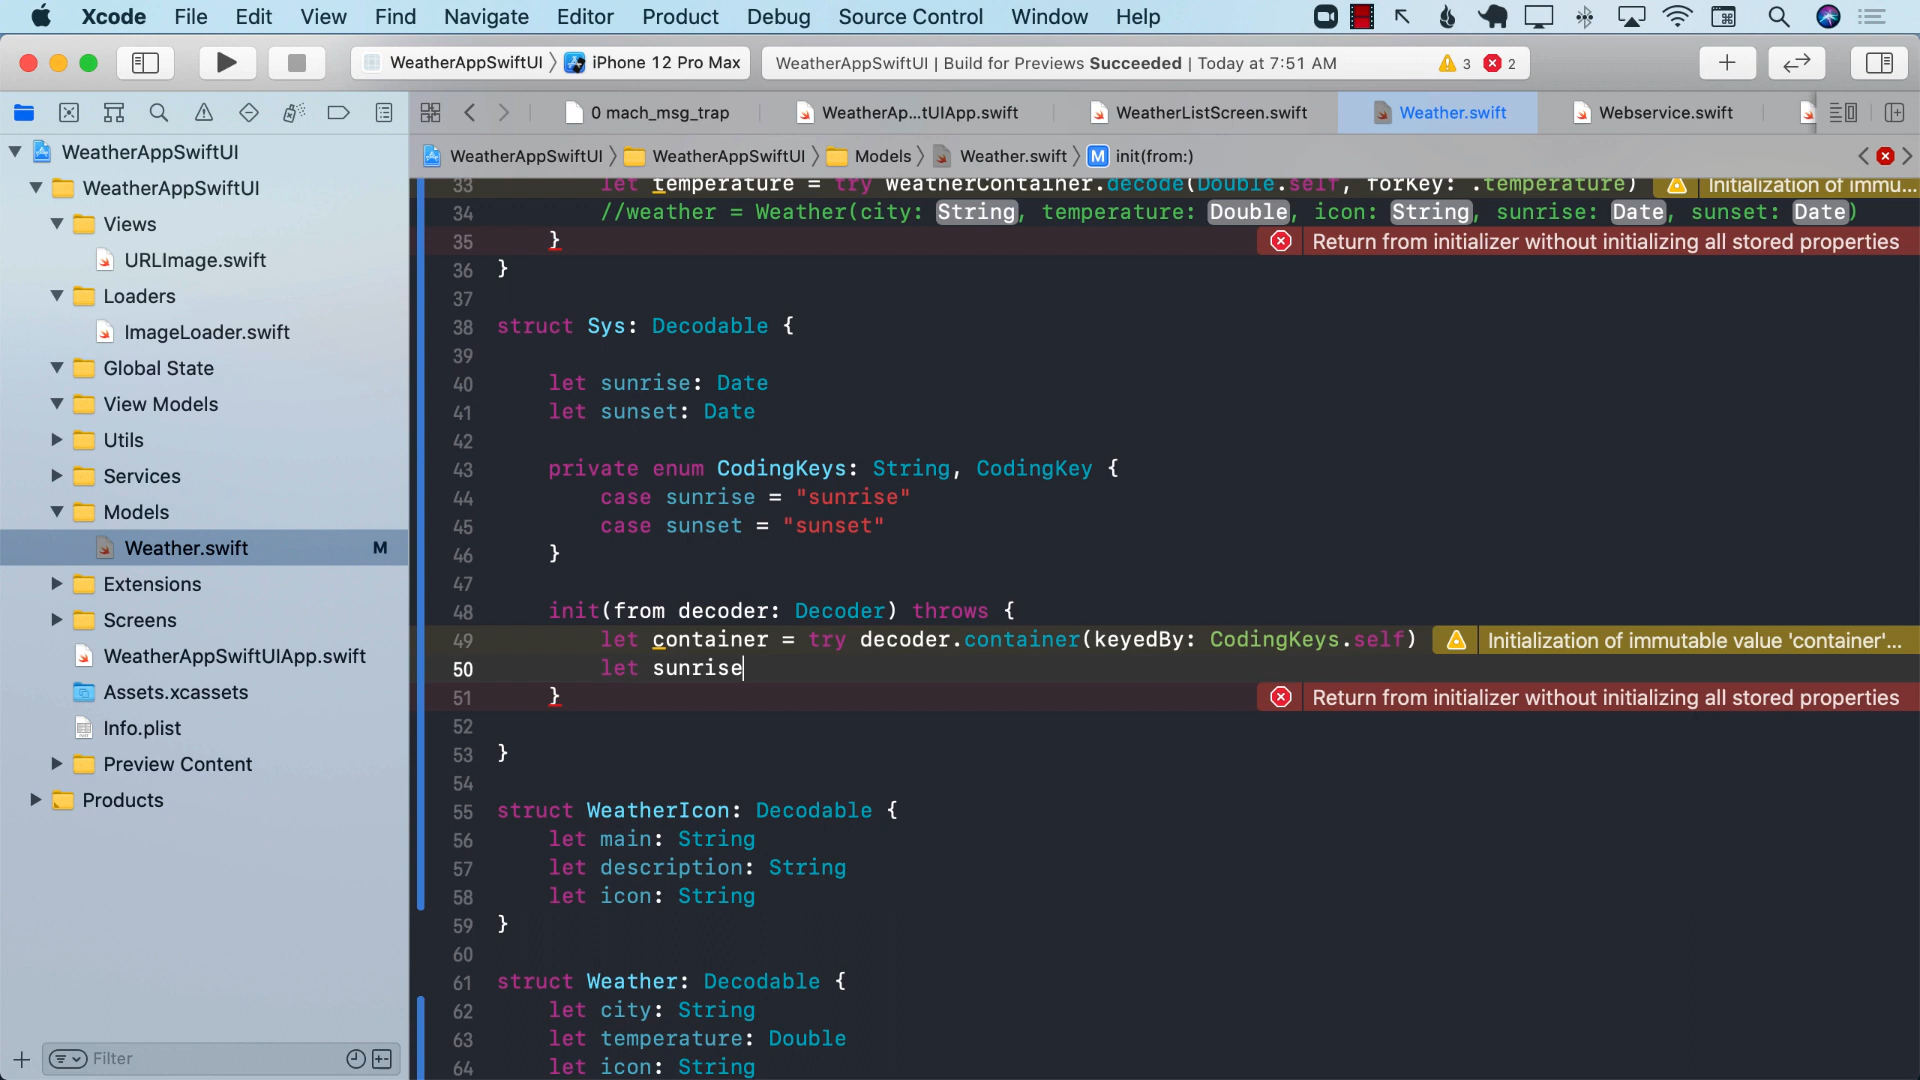 Xcode File Edit View Find Navigate Editor Product Debug Source Control Window Help
WeatherAppSwiftUI 〉 iPhone 12 Pro Max
WeatherAppSwiftUI | Build for Previews Succeeded | Today at 7:51 AM 3 2
0 mach_msg_trap WeatherAp...tUIApp.swift WeatherListScreen.swift Weather.swift Webservice.swift
WeatherAppSwiftUI 〉 WeatherAppSwiftUI 〉 Models 〉 Weather.swift 〉 M init(from:)
WeatherAppSwiftUI
WeatherAppSwiftUI
Views
URLImage.swift
Loaders
ImageLoader.swift
Global State
View Models
Utils
Services
Models
Weather.swift M
Extensions
Screens
WeatherAppSwiftUIApp.swift
Assets.xcassets
Info.plist
Preview Content
Products
Filter
33 let temperature = try weatherContainer.decode(Double.self, forKey: .temperature) Initialization of immu...
34 //weather = Weather(city: String, temperature: Double, icon: String, sunrise: Date, sunset: Date)
35 } Return from initializer without initializing all stored properties
36 }
37
38 struct Sys: Decodable {
39
40 let sunrise: Date
41 let sunset: Date
42
43 private enum CodingKeys: String, CodingKey {
44 case sunrise = "sunrise"
45 case sunset = "sunset"
46 }
47
48 init(from decoder: Decoder) throws {
49 let container = try decoder.container(keyedBy: CodingKeys.self) Initialization of immutable value 'container'...
50 let sunrise
51 } Return from initializer without initializing all stored properties
52
53 }
54
55 struct WeatherIcon: Decodable {
56 let main: String
57 let description: String
58 let icon: String
59 }
60
61 struct Weather: Decodable {
62 let city: String
63 let temperature: Double
64 let icon: String